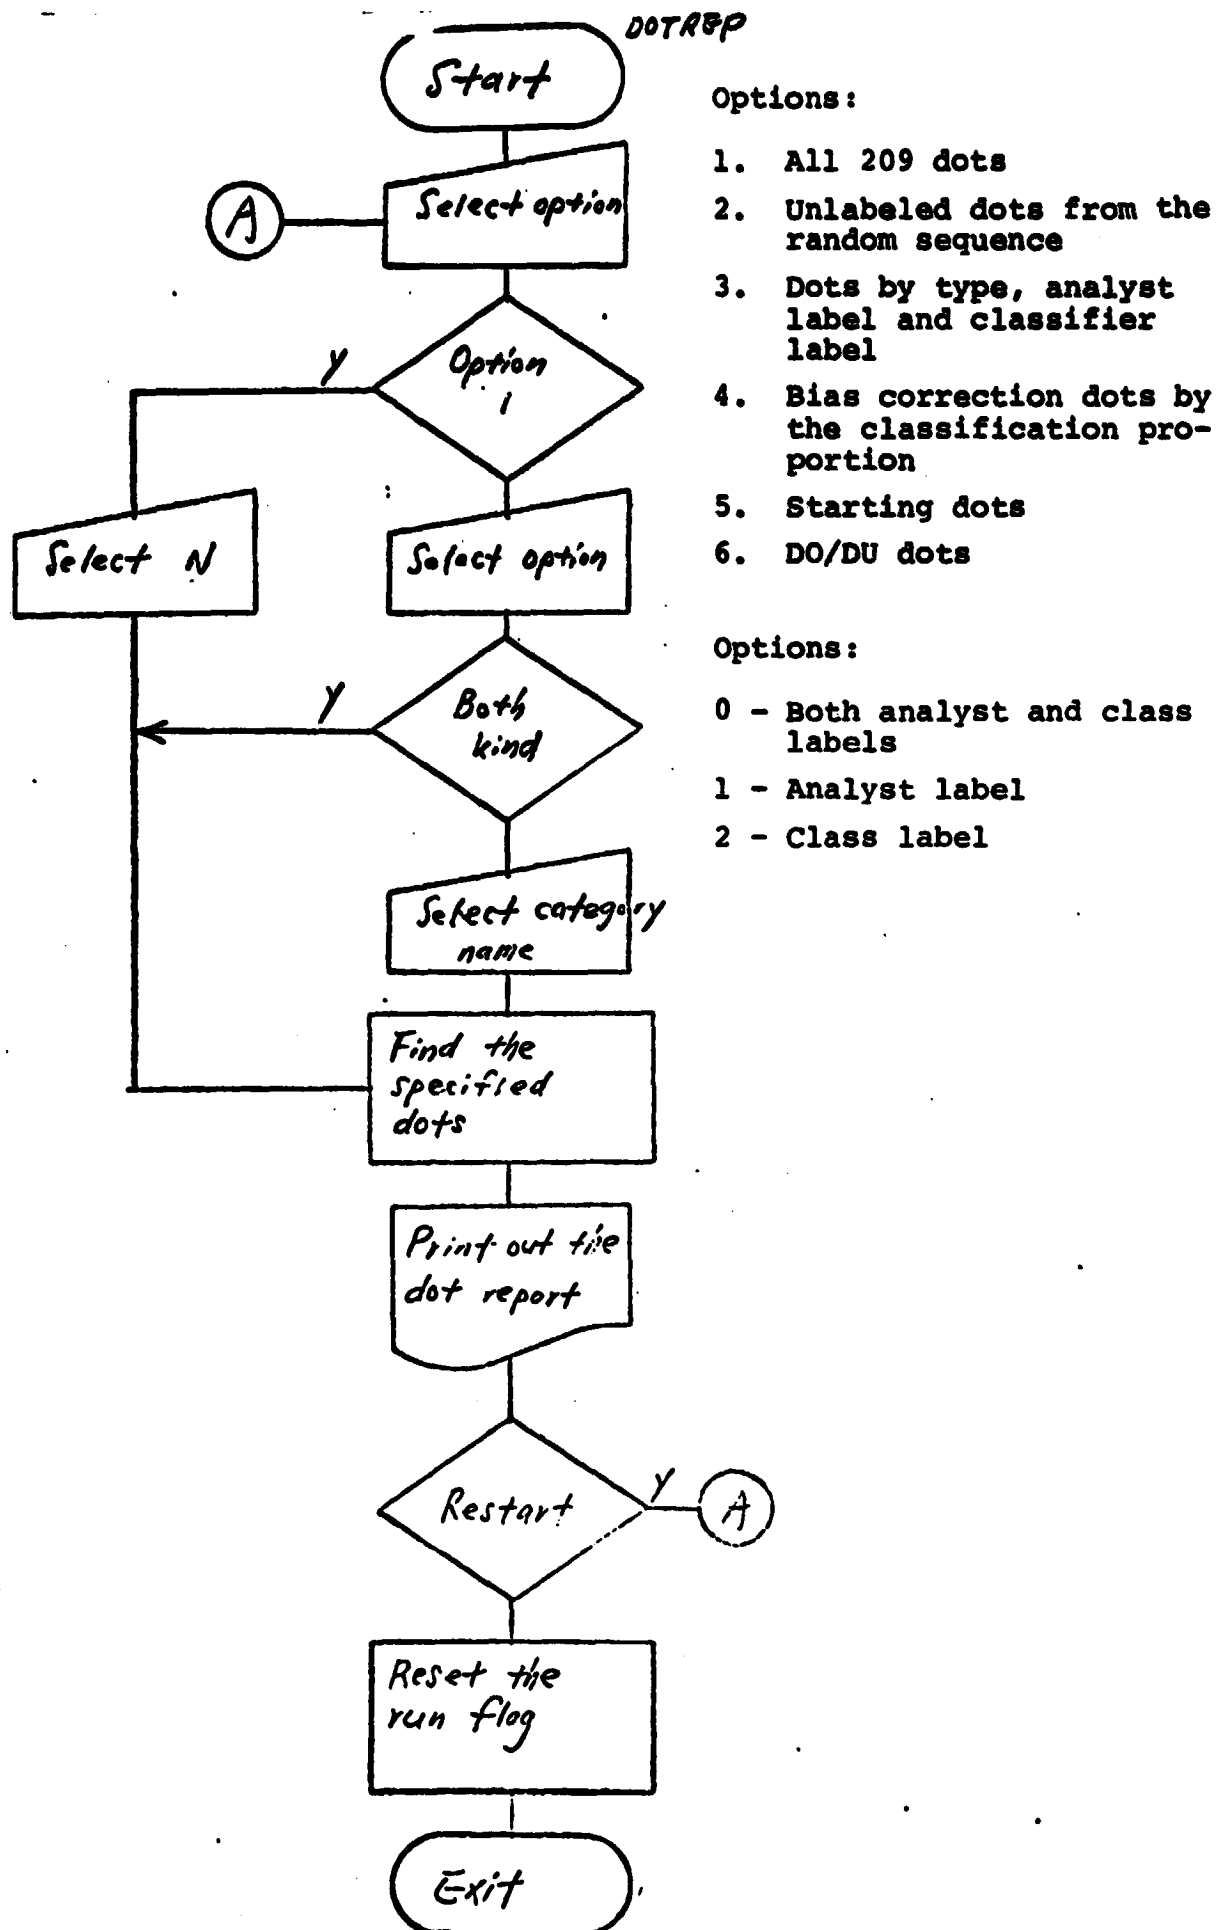 DOTREP
Start
A
Select option
Y
Option
1
Select N
Select option
Y
Both
kind
Select category
name
Find the
specified
dots
Print out the
dot report
Restart
Y
A
Reset the
run flag
Exit
Options:
1. All 209 dots
2. Unlabeled dots from the
random sequence
3. Dots by type, analyst
label and classifier
label
4. Bias correction dots by
the classification pro-
portion
5. Starting dots
6. DO/DU dots
Options:
0 - Both analyst and class
labels
1 - Analyst label
2 - Class label